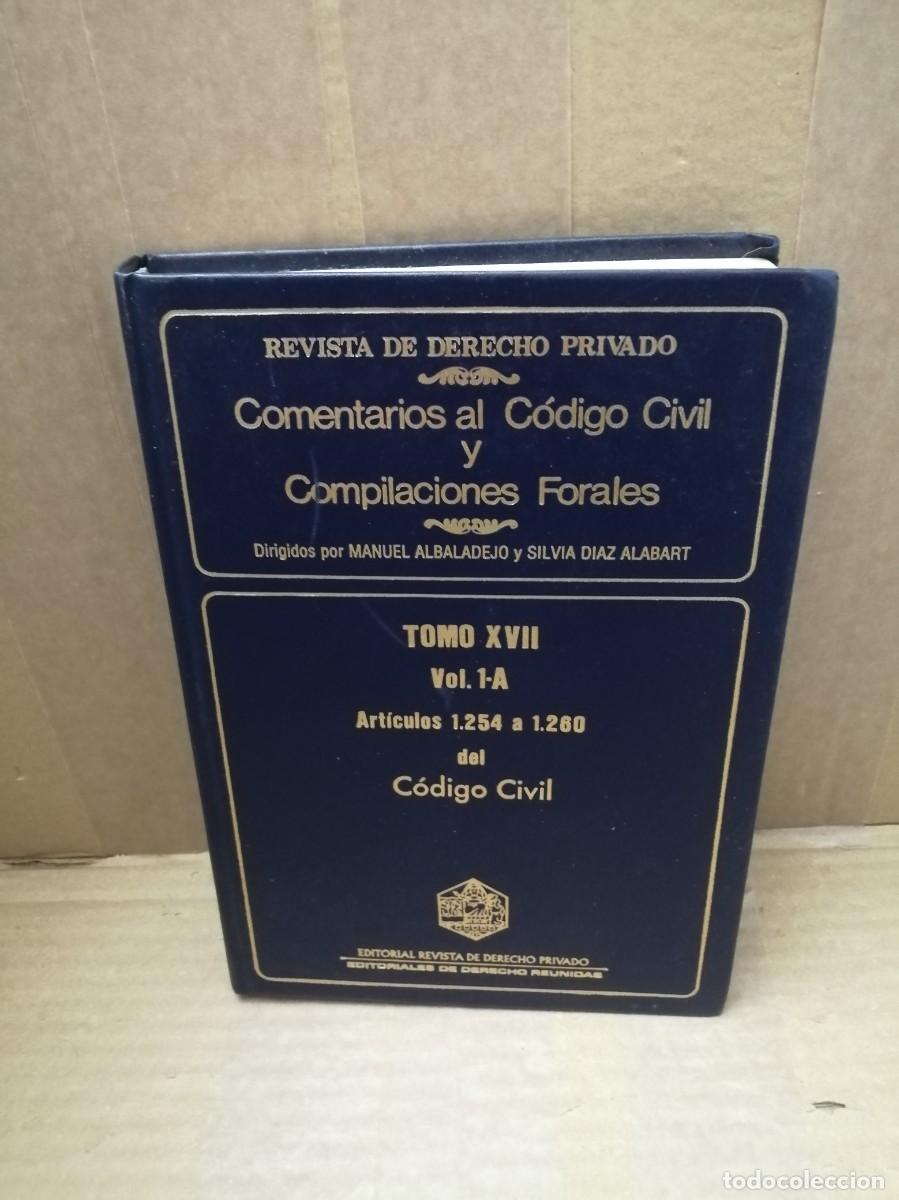 REVISTA DE DERECHO PRIVADO
Comentarios al Código Civil
y
Compilaciones Forales
Dirigidos por MANUEL ALBALADEJO y SILVIA DIAZ ALABART
TOMO XVII
Vol. 1-A
Artículos 1.254 a 1.260
del
Código Civil
EDITORIAL REVISTA DE DERECHO PRIVADO
EDITORIALES DE DERECHO REUNIDAS
todocoleccion